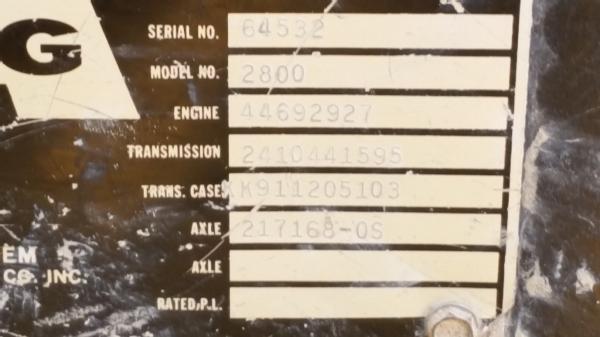 G
SERIAL NO. 64532
MODEL NO. 2800
ENGINE 44692927
TRANSMISSION 2410441595
TRANS. CASE K911205103
AXLE 217168-0S
EM
AXLE
CO. INC.
RATED P.L.